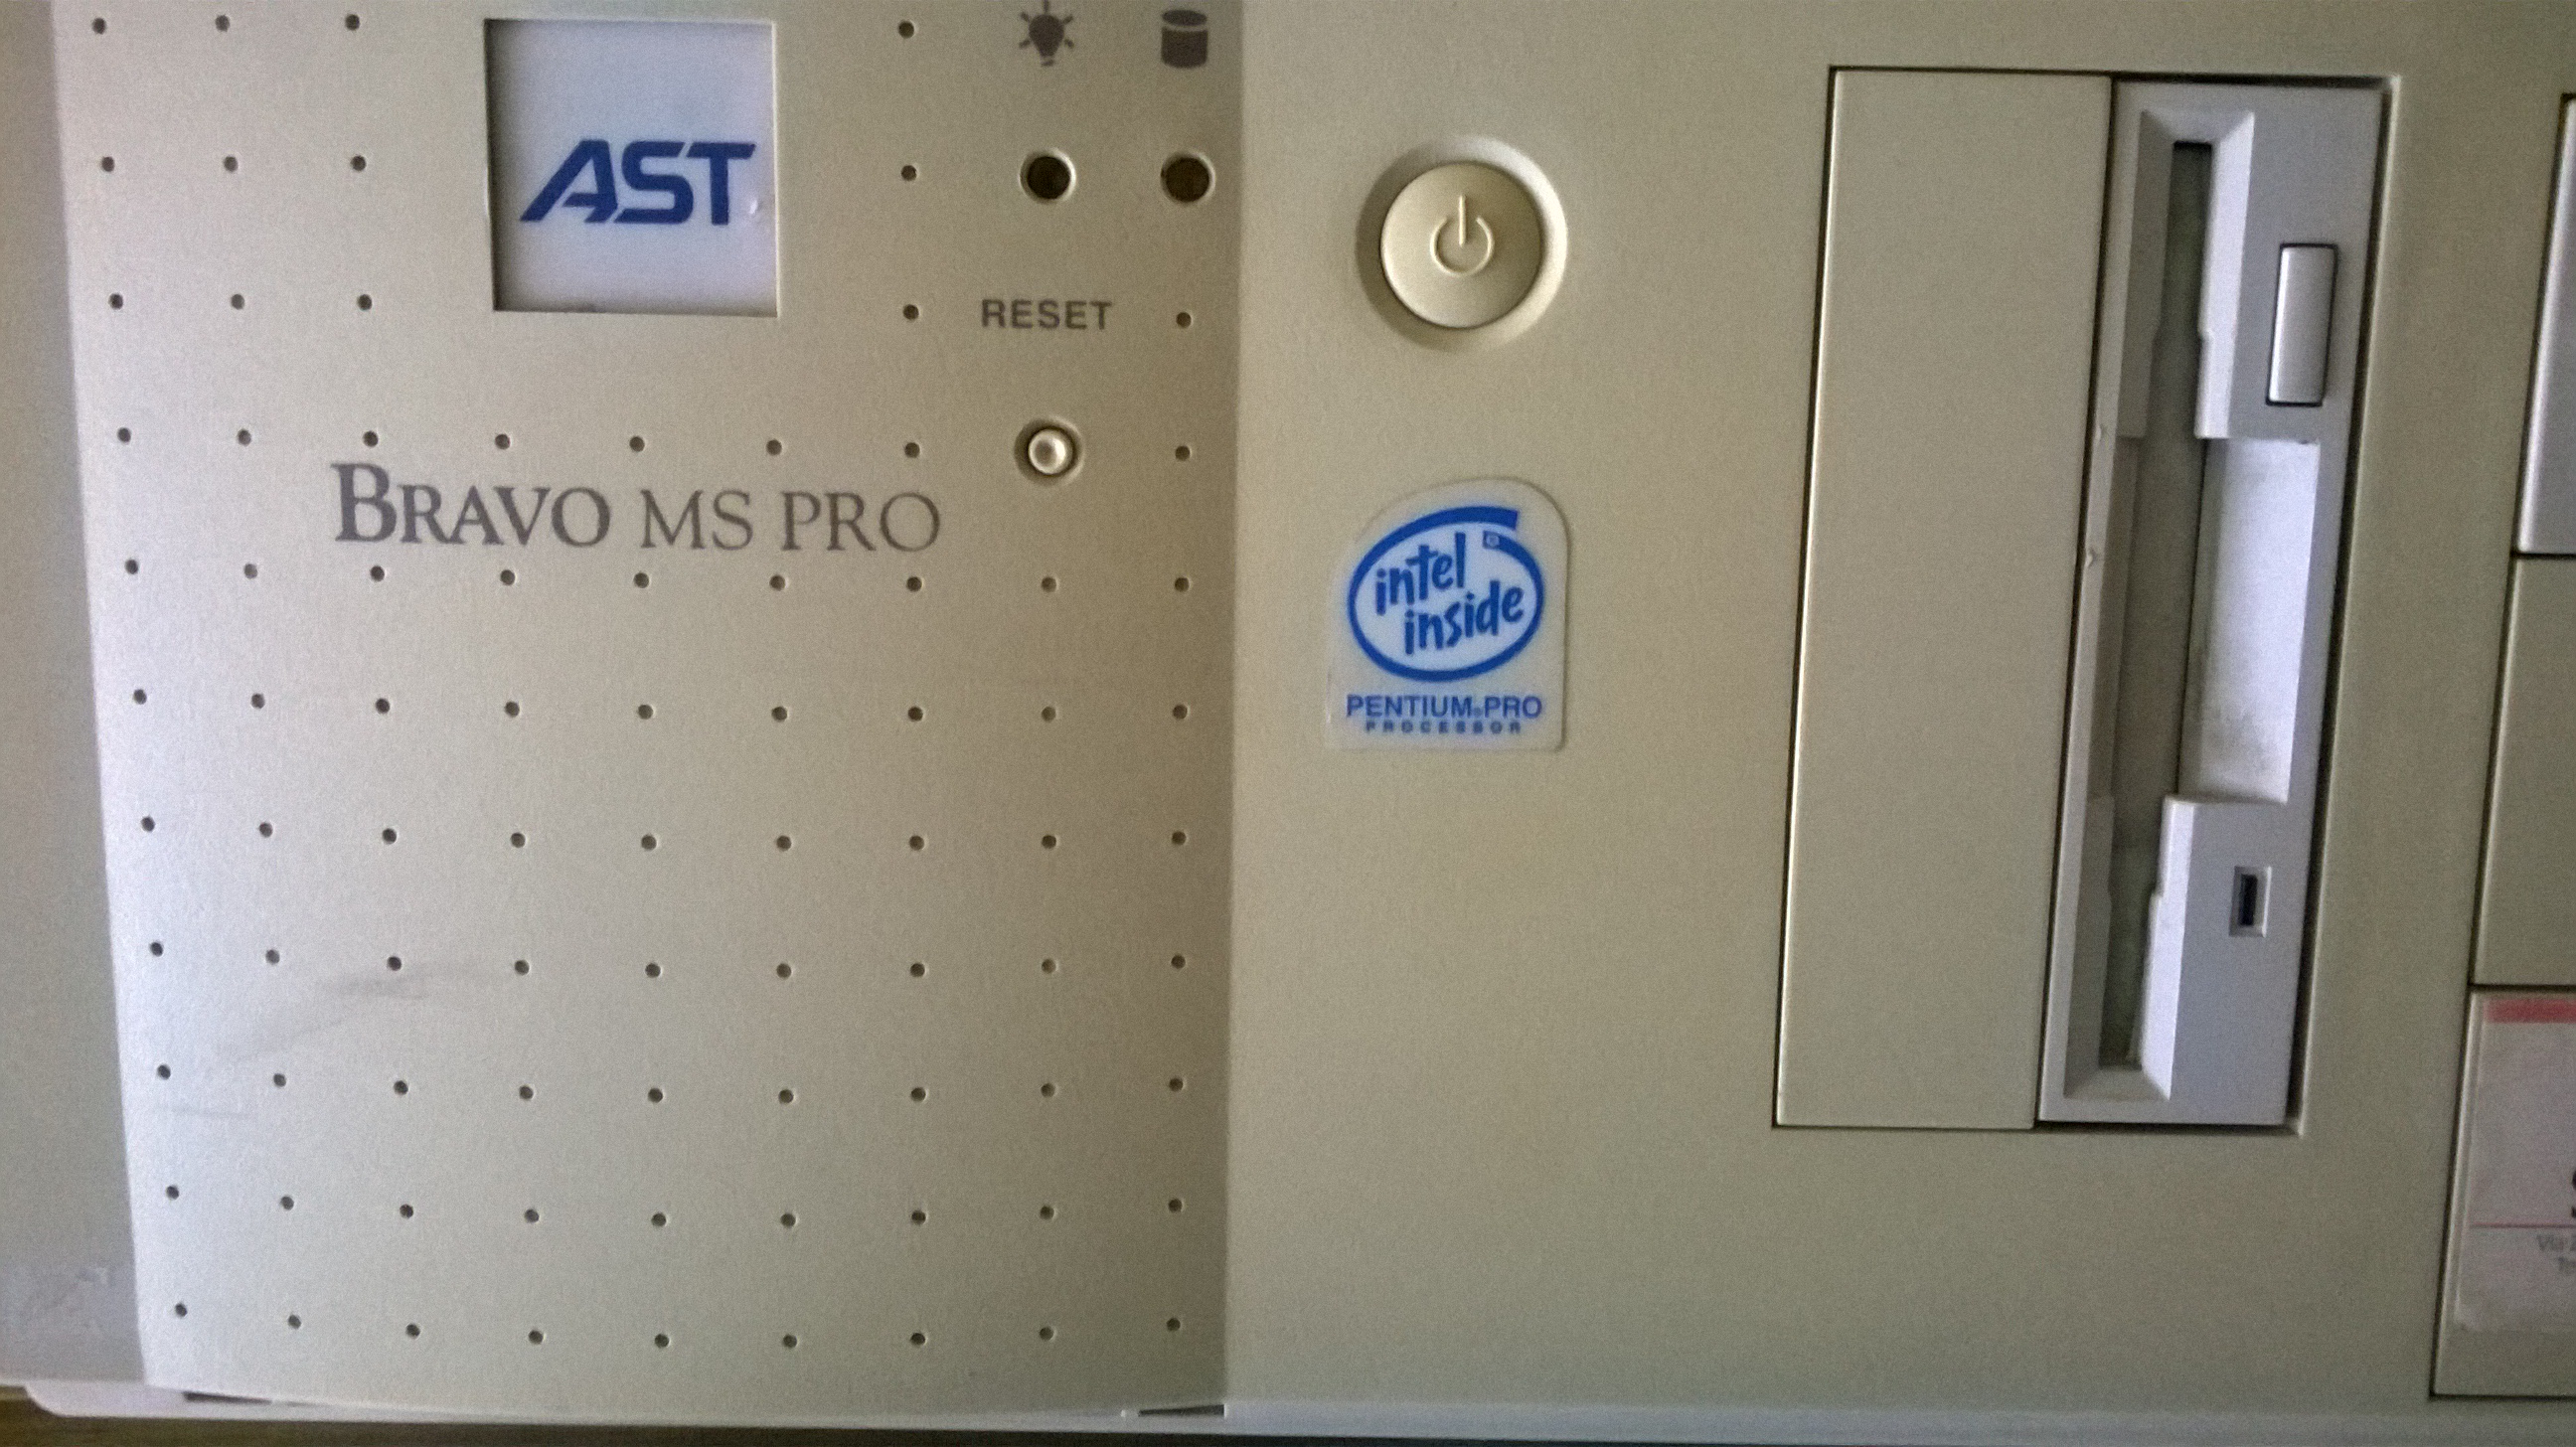 AST
RESET
BRAVO MS PRO
intel
inside
PENTIUM® PRO
PROCESSOR